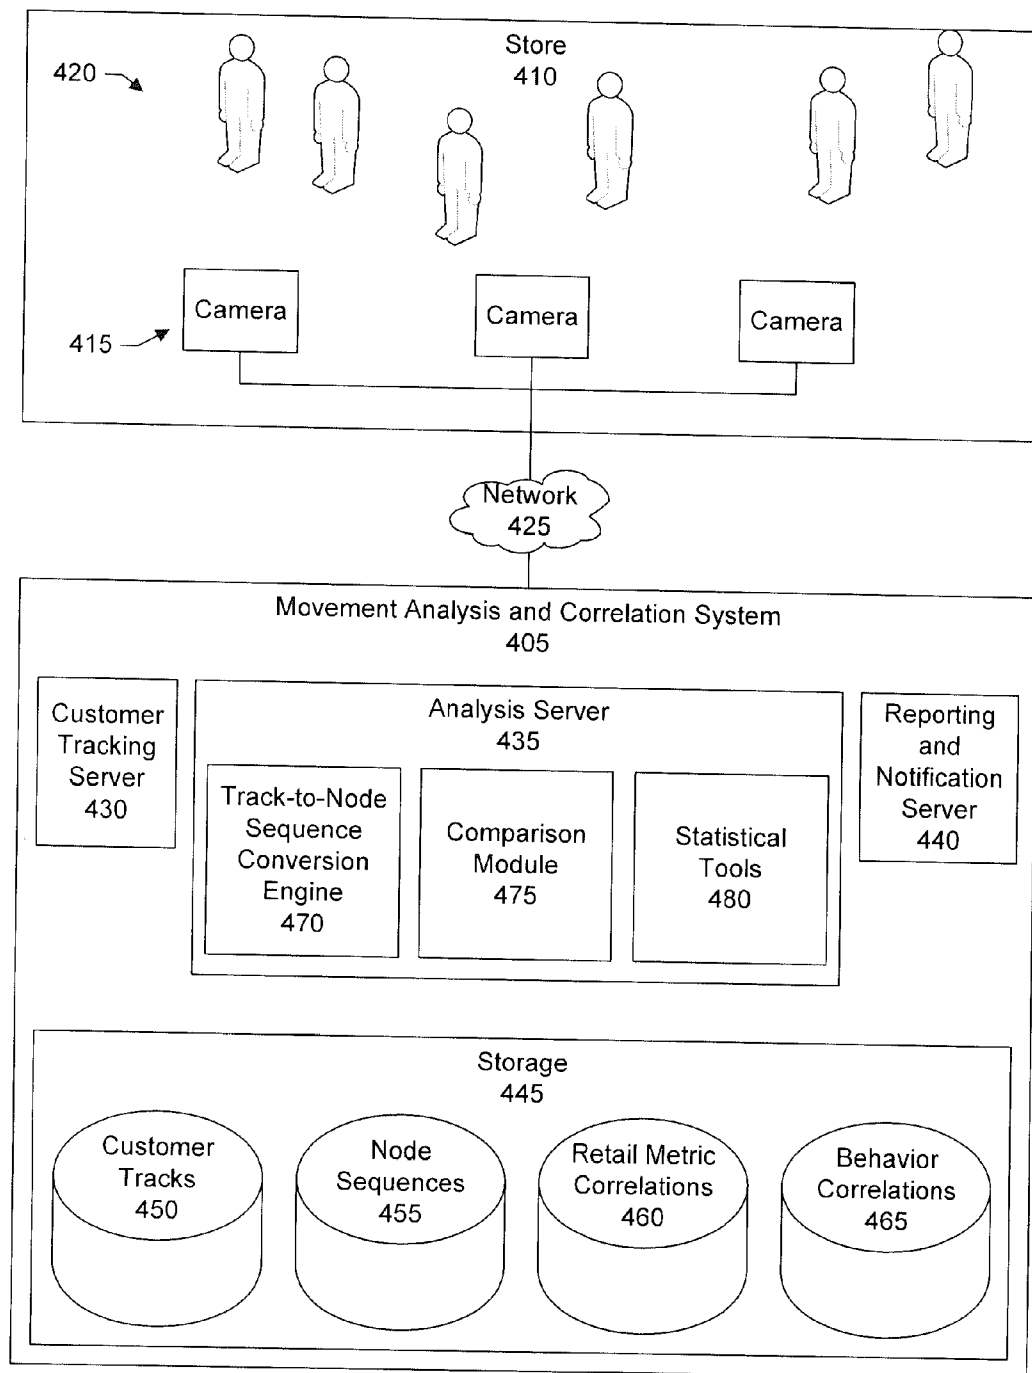 Store
410
420
Camera
Camera
Camera
415
Network
425
Movement Analysis and Correlation System
405
Customer
Tracking
Server
430
Analysis Server
435
Track-to-Node
Sequence
Conversion
Engine
470
Comparison
Module
475
Statistical
Tools
480
Reporting
and
Notification
Server
440
Storage
445
Customer
Tracks
450
Node
Sequences
455
Retail Metric
Correlations
460
Behavior
Correlations
465